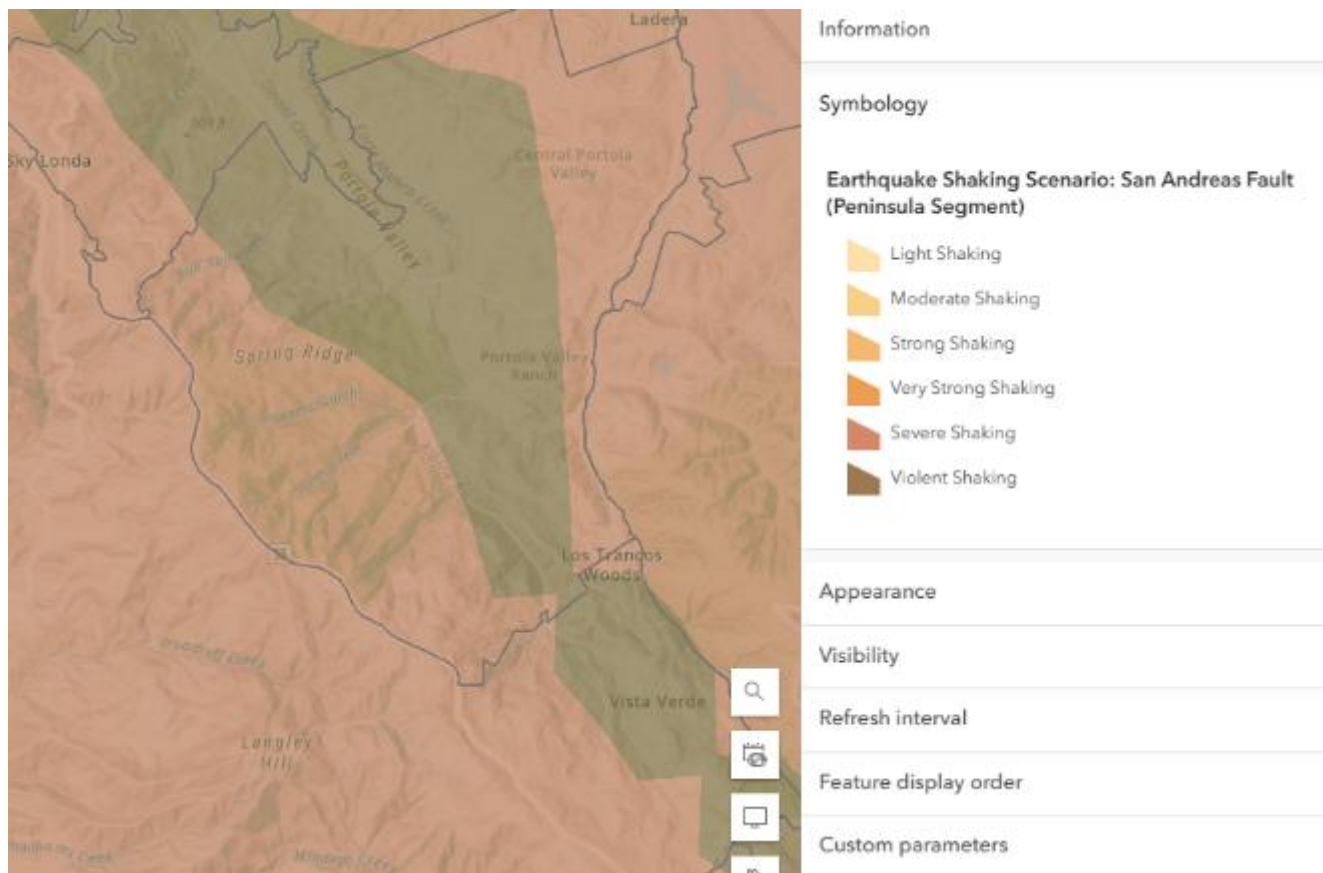 Ladera
Sky Londa
Central Portola
Valley
Portola Valley
Spring Ridge
Portola Valley
Ranch
Los Trancos
Woods
Vista Verde
Langley
Hill
Information
Symbology
Earthquake Shaking Scenario: San Andreas Fault
(Peninsula Segment)
Light Shaking
Moderate Shaking
Strong Shaking
Very Strong Shaking
Severe Shaking
Violent Shaking
Appearance
Visibility
Refresh interval
Feature display order
Custom parameters